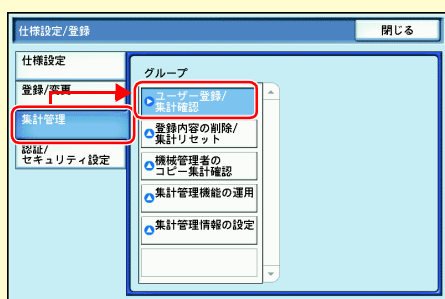 仕様設定/登録
閉じる
仕様設定
登録/変更
集計管理
認証/
セキュリティ設定
グループ
ユーザー登録/
集計確認
登録内容の削除/
集計リセット
機械管理者の
コピー集計確認
集計管理機能の運用
集計管理情報の設定